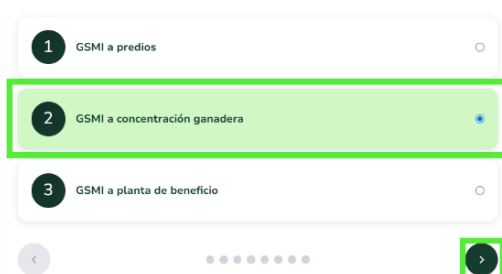 1 GSMI a predios
2 GSMI a concentración ganadera
3 GSMI a planta de beneficio